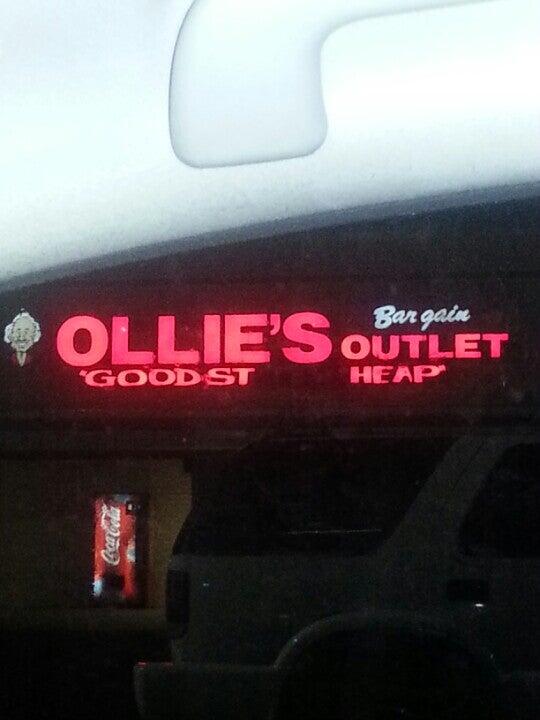 OLLIE'S Bargain
OUTLET
"GOOD ST HEAP"
Coca-Cola